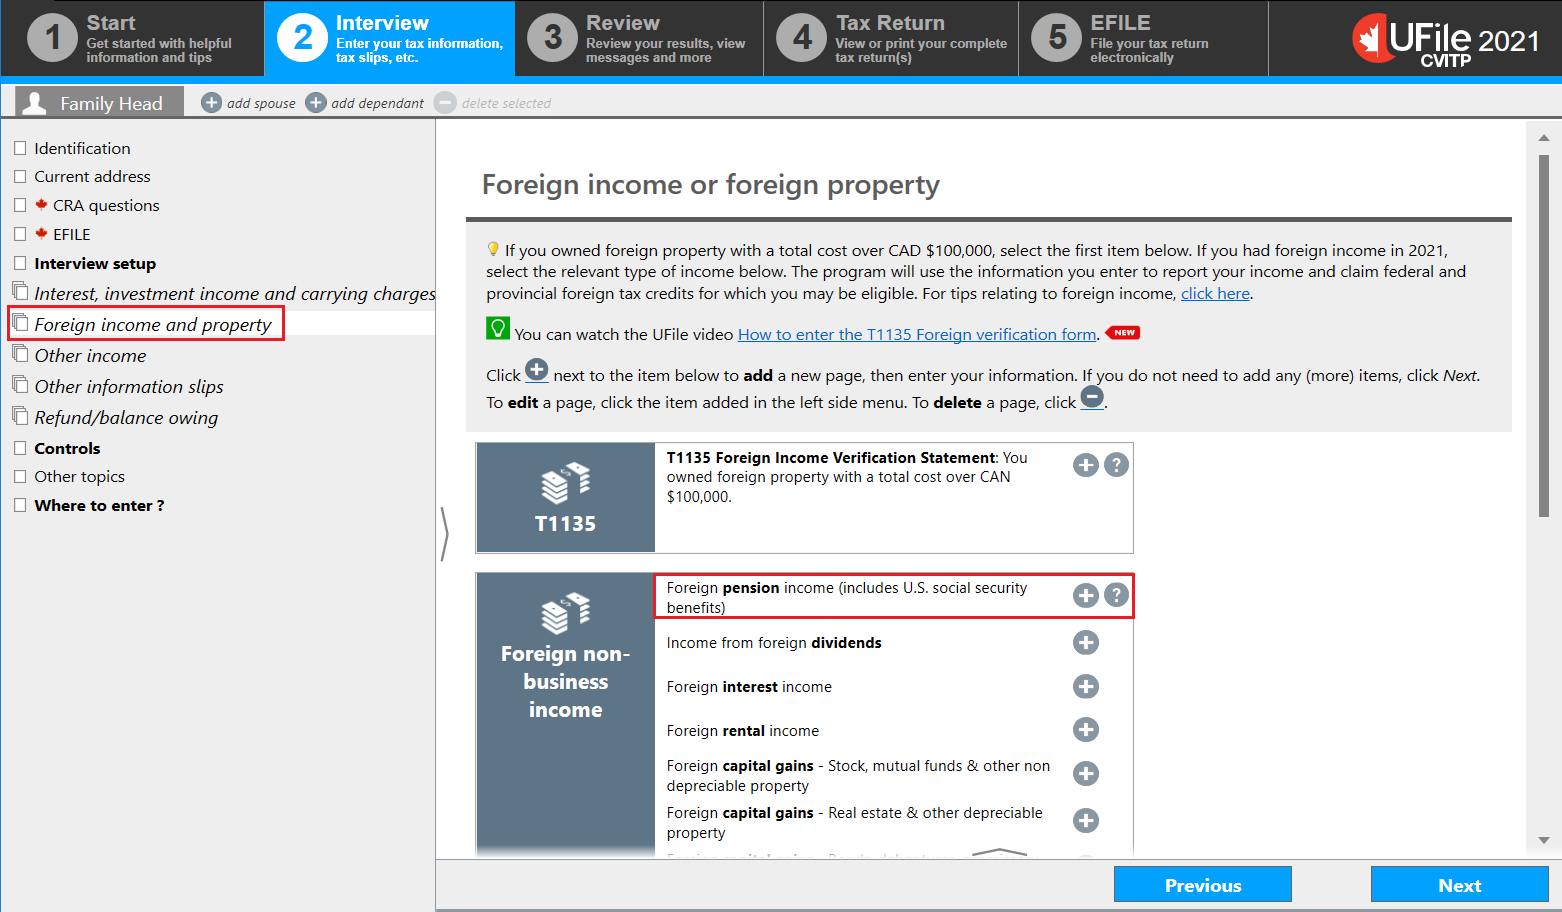 1
Start
Get started with helpful
information and tips
2
Interview
Enter your tax information,
tax slips, etc.
3
Review
Review your results, view
messages and more
4
Tax Return
View or print your complete
tax return(s)
5
EFILE
File your tax return
electronically
UFile 2021
CVITP
Family Head
add spouse
add dependant
delete selected
Identification
Current address
CRA questions
EFILE
Interview setup
Interest, investment income and carrying charges
Foreign income and property
Other income
Other information slips
Refund/balance owing
Controls
Other topics
Where to enter ?
Foreign income or foreign property
If you owned foreign property with a total cost over CAD $100,000, select the first item below. If you had foreign income in 2021,
select the relevant type of income below. The program will use the information you enter to report your income and claim federal and
provincial foreign tax credits for which you may be eligible. For tips relating to foreign income, click here.
You can watch the UFile video How to enter the T1135 Foreign verification form. NEW
Click + next to the item below to add a new page, then enter your information. If you do not need to add any (more) items, click Next.
To edit a page, click the item added in the left side menu. To delete a page, click −.
T1135
T1135 Foreign Income Verification Statement: You
owned foreign property with a total cost over CAN
$100,000.
Foreign non-
business
income
Foreign pension income (includes U.S. social security
benefits)
Income from foreign dividends
Foreign interest income
Foreign rental income
Foreign capital gains - Stock, mutual funds & other non
depreciable property
Foreign capital gains - Real estate & other depreciable
property
Previous
Next